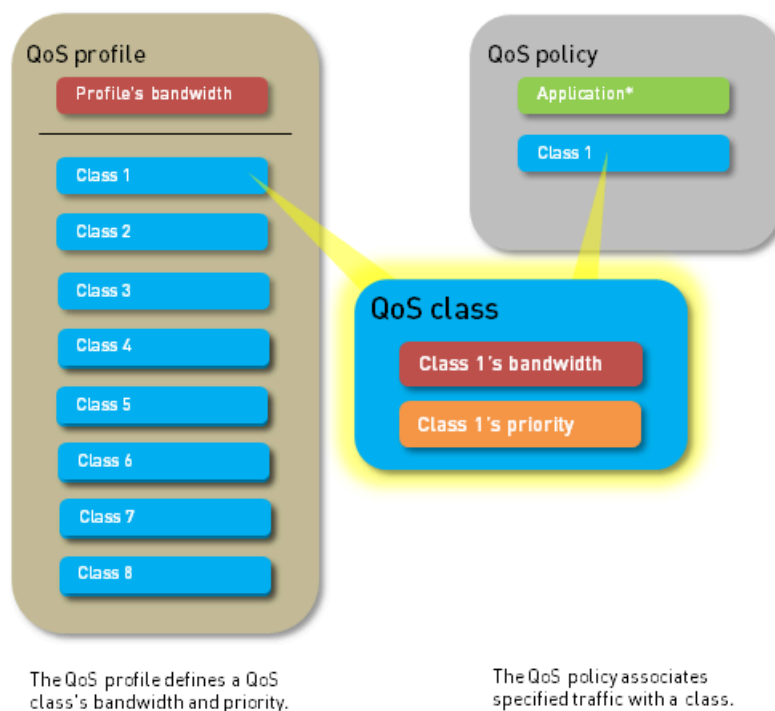 QoS profile
Profile's bandwidth
Class 1
Class 2
Class 3
Class 4
Class 5
Class 6
Class 7
Class 8
QoS policy
Application*
Class 1
QoS class
Class 1's bandwidth
Class 1's priority
The QoS profile defines a QoS
class's bandwidth and priority.
The QoS policy associates
specified traffic with a class.